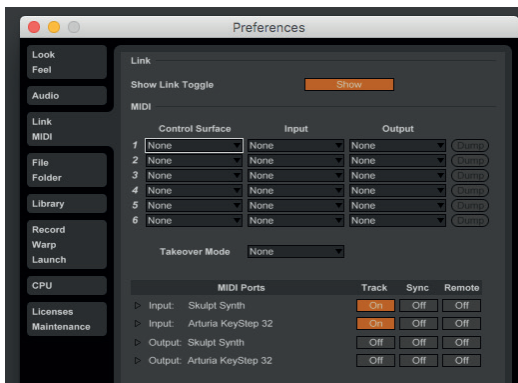 Preferences
Look
Feel
Audio
Link
MIDI
File
Folder
Library
Record
Warp
Launch
CPU
Licenses
Maintenance
Link
Show Link Toggle Show
MIDI
Control Surface Input Output
1 None None None Dump
2 None None None Dump
3 None None None Dump
4 None None None Dump
5 None None None Dump
6 None None None Dump
Takeover Mode None
MIDI Ports Track Sync Remote
Input: Skulpt Synth On Off Off
Input: Arturia KeyStep 32 On Off Off
Output: Skulpt Synth Off Off Off
Output: Arturia KeyStep 32 Off Off Off